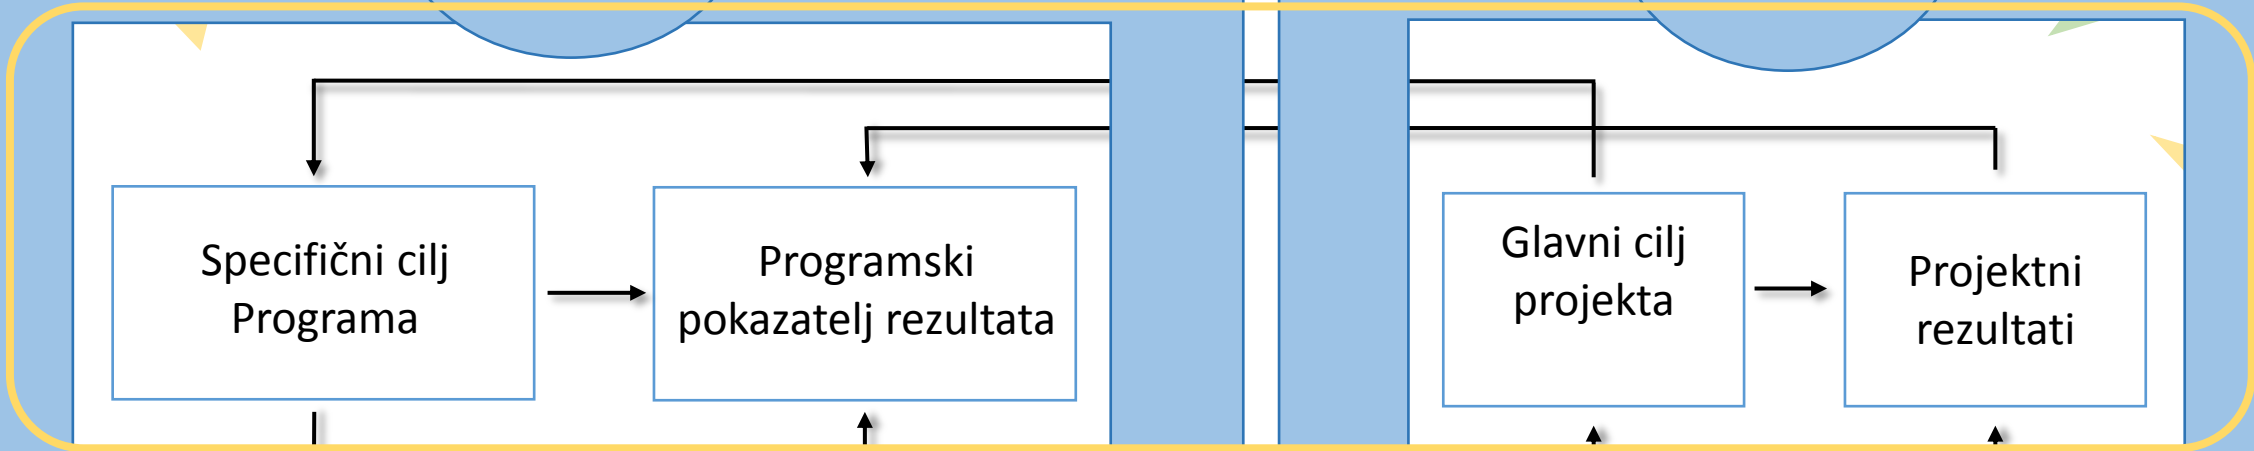 Specifični cilj
Programa
Programski
pokazatelj rezultata
Glavni cilj
projekta
Projektni
rezultati